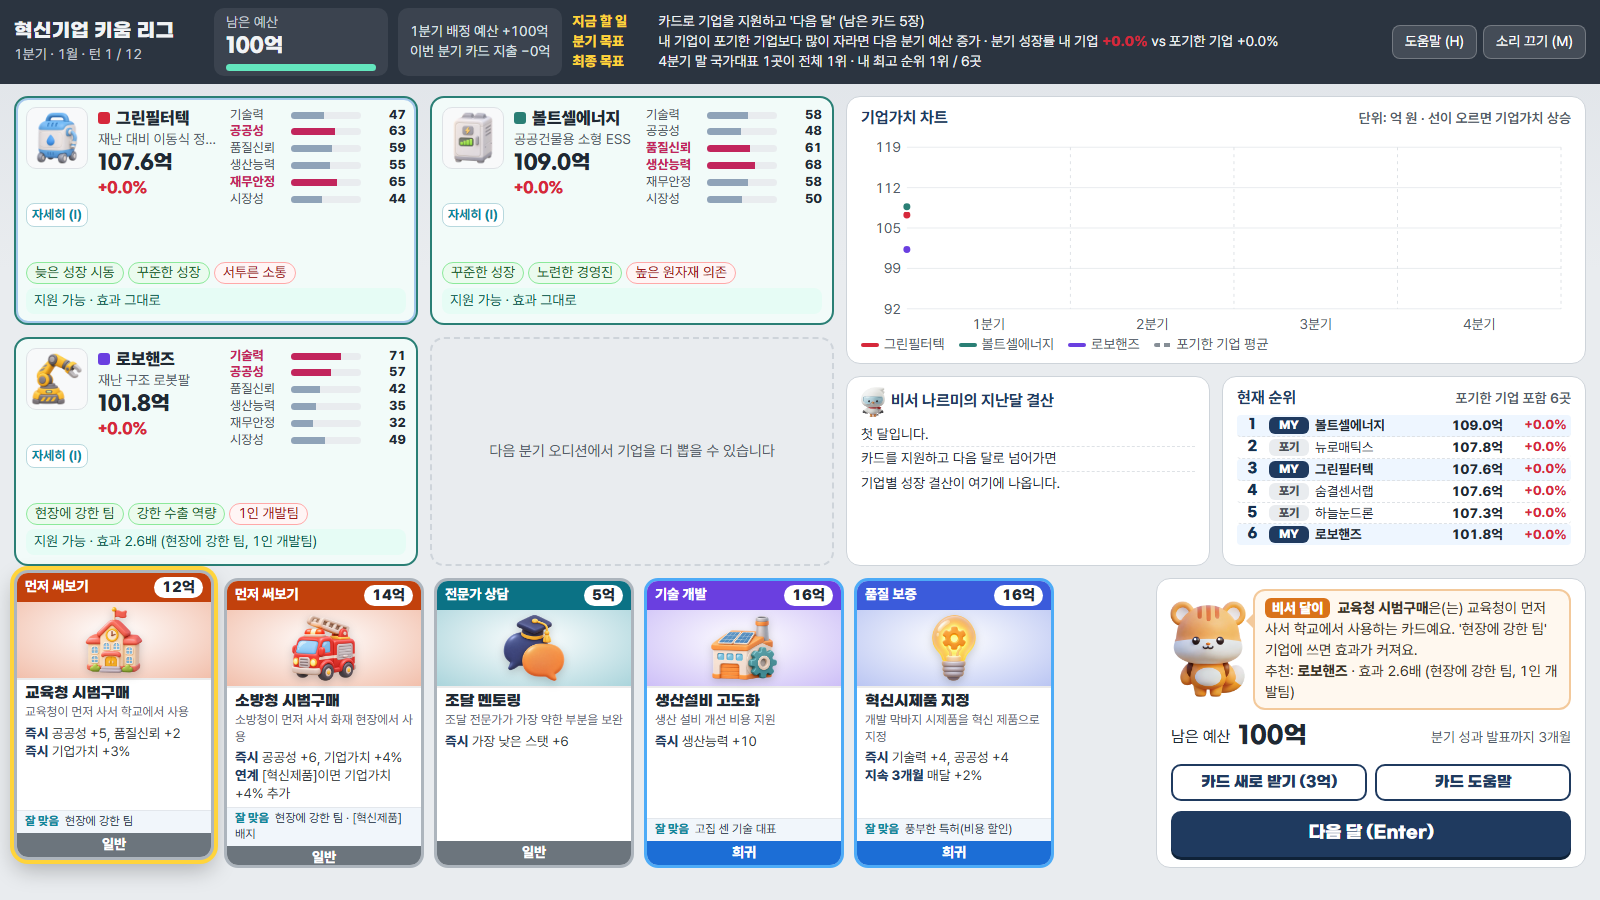 혁신기업 키움 리그
1분기 · 1월 · 턴 1 / 12
남은 예산
100억
1분기 배정 예산 +100억
이번 분기 카드 지출 −0억
지금 할 일 카드로 기업을 지원하고 '다음 달' (남은 카드 5장)
분기 목표 내 기업이 포기한 기업보다 많이 자라면 다음 분기 예산 증가 · 분기 성장률 내 기업 +0.0% vs 포기한 기업 +0.0%
최종 목표 4분기 말 국가대표 1곳이 전체 1위 · 내 최고 순위 1위 / 6곳
도움말 (H)
소리 끄기 (M)
그린필터텍
재난 대비 이동식 정...
107.6억
+0.0%
자세히 (I)
기술력 47
공공성 63
품질신뢰 59
생산능력 55
재무안정 65
시장성 44
늦은 성장 시동 꾸준한 성장 서투른 소통
지원 가능 · 효과 그대로
볼트셀에너지
공공건물용 소형 ESS
109.0억
+0.0%
자세히 (I)
기술력 58
공공성 48
품질신뢰 61
생산능력 68
재무안정 58
시장성 50
꾸준한 성장 노련한 경영진 높은 원자재 의존
지원 가능 · 효과 그대로
로보핸즈
재난 구조 로봇팔
101.8억
+0.0%
자세히 (I)
기술력 71
공공성 57
품질신뢰 42
생산능력 35
재무안정 32
시장성 49
현장에 강한 팀 강한 수출 역량 1인 개발팀
지원 가능 · 효과 2.6배 (현장에 강한 팀, 1인 개발팀)
다음 분기 오디션에서 기업을 더 뽑을 수 있습니다
기업가치 차트
단위: 억 원 · 선이 오르면 기업가치 상승
119
112
105
99
92
1분기 2분기 3분기 4분기
그린필터텍 볼트셀에너지 로보핸즈 포기한 기업 평균
비서 나르미의 지난달 결산
첫 달입니다.
카드를 지원하고 다음 달로 넘어가면
기업별 성장 결산이 여기에 나옵니다.
현재 순위
포기한 기업 포함 6곳
1 MY 볼트셀에너지 109.0억 +0.0%
2 포기 뉴로매틱스 107.8억 +0.0%
3 MY 그린필터텍 107.6억 +0.0%
4 포기 숨결센서랩 107.6억 +0.0%
5 포기 하늘눈드론 107.3억 +0.0%
6 MY 로보핸즈 101.8억 +0.0%
먼저 써보기 12억
교육청 시범구매
교육청이 먼저 사서 학교에서 사용
즉시 공공성 +5, 품질신뢰 +2
즉시 기업가치 +3%
잘 맞음 현장에 강한 팀
일반
먼저 써보기 14억
소방청 시범구매
소방청이 먼저 사서 화재 현장에서 사
용
즉시 공공성 +6, 기업가치 +4%
연계 [혁신제품]이면 기업가치
+4% 추가
잘 맞음 현장에 강한 팀 · [혁신제품]
배지
일반
전문가 상담 5억
조달 멘토링
조달 전문가가 가장 약한 부분을 보완
즉시 가장 낮은 스탯 +6
일반
기술 개발 16억
생산설비 고도화
생산 설비 개선 비용 지원
즉시 생산능력 +10
잘 맞음 고집 센 기술 대표
희귀
품질 보증 16억
혁신시제품 지정
개발 막바지 시제품을 혁신 제품으로
지정
즉시 기술력 +4, 공공성 +4
지속 3개월 매달 +2%
잘 맞음 풍부한 특허(비용 할인)
희귀
비서 달이 교육청 시범구매은(는) 교육청이 먼저
사서 학교에서 사용하는 카드예요. '현장에 강한 팀'
기업에 쓰면 효과가 커져요.
추천: 로보핸즈 · 효과 2.6배 (현장에 강한 팀, 1인 개
발팀)
남은 예산 100억
분기 성과 발표까지 3개월
카드 새로 받기 (3억)
카드 도움말
다음 달 (Enter)